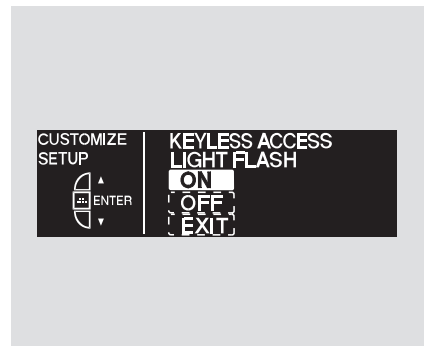 CUSTOMIZE
SETUP
ENTER
KEYLESS ACCESS
LIGHT FLASH
ON
OFF
EXIT